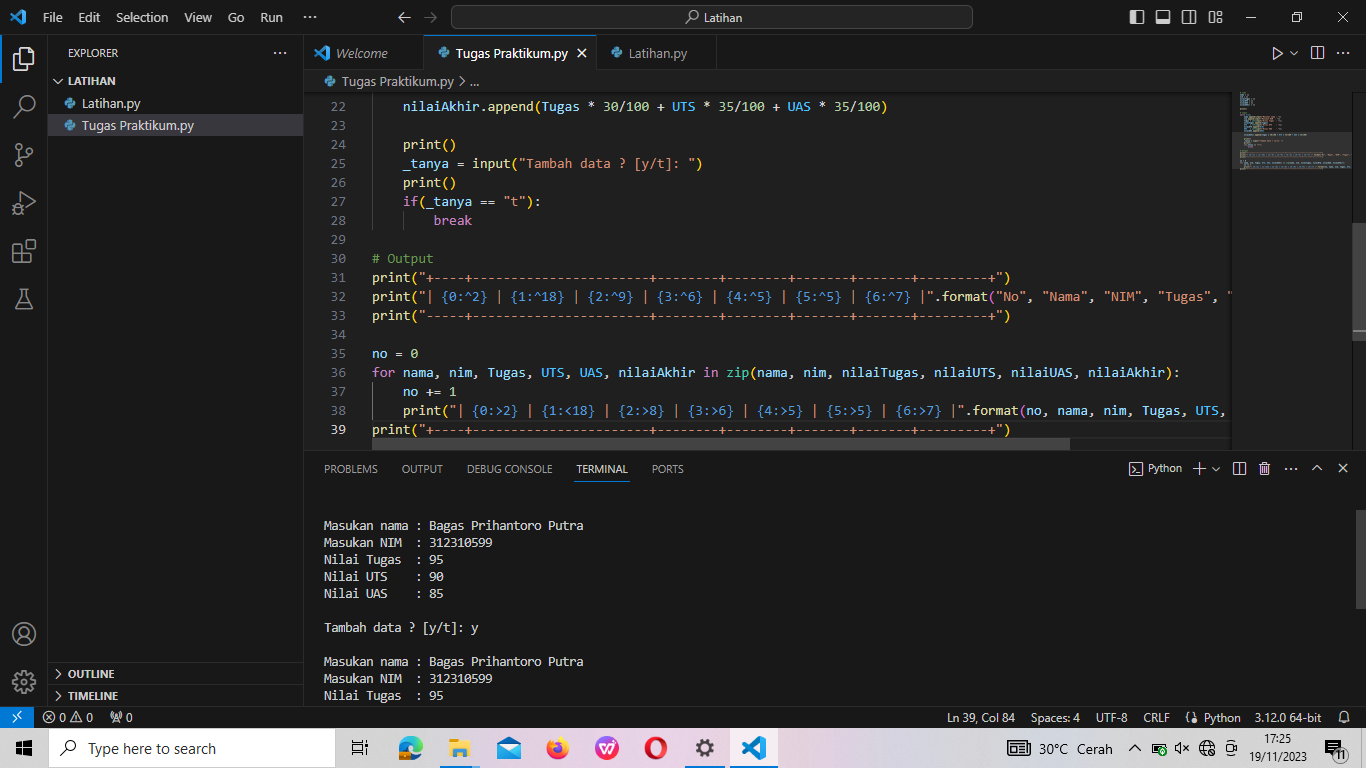 File Edit Selection View Go Run ··· Latihan
EXPLORER ···
LATIHAN
Latihan.py
Tugas Praktikum.py
OUTLINE
TIMELINE
Welcome Tugas Praktikum.py Latihan.py
Tugas Praktikum.py > ...
22 nilaiAkhir.append(Tugas * 30/100 + UTS * 35/100 + UAS * 35/100)
23
24 print()
25 _tanya = input("Tambah data ? [y/t]: ")
26 print()
27 if(_tanya == "t"):
28 break
29
30 # Output
31 print("+----+-----------------------+--------+--------+-------+-------+---------+")
32 print("| {0:^2} | {1:^18} | {2:^9} | {3:^6} | {4:^5} | {5:^5} | {6:^7} |".format("No", "Nama", "NIM", "Tugas", "
33 print("-----+-----------------------+--------+--------+-------+-------+---------+")
34
35 no = 0
36 for nama, nim, Tugas, UTS, UAS, nilaiAkhir in zip(nama, nim, nilaiTugas, nilaiUTS, nilaiUAS, nilaiAkhir):
37 no += 1
38 print("| {0:>2} | {1:<18} | {2:>8} | {3:>6} | {4:>5} | {5:>5} | {6:>7} |".format(no, nama, nim, Tugas, UTS,
39 print("+----+-----------------------+--------+--------+-------+-------+---------+")
PROBLEMS OUTPUT DEBUG CONSOLE TERMINAL PORTS Python
Masukan nama : Bagas Prihantoro Putra
Masukan NIM : 312310599
Nilai Tugas : 95
Nilai UTS : 90
Nilai UAS : 85
Tambah data ? [y/t]: y
Masukan nama : Bagas Prihantoro Putra
Masukan NIM : 312310599
Nilai Tugas : 95
0 0 0 Ln 39, Col 84 Spaces: 4 UTF-8 CRLF Python 3.12.0 64-bit
Type here to search
30°C Cerah
17:25
19/11/2023
11